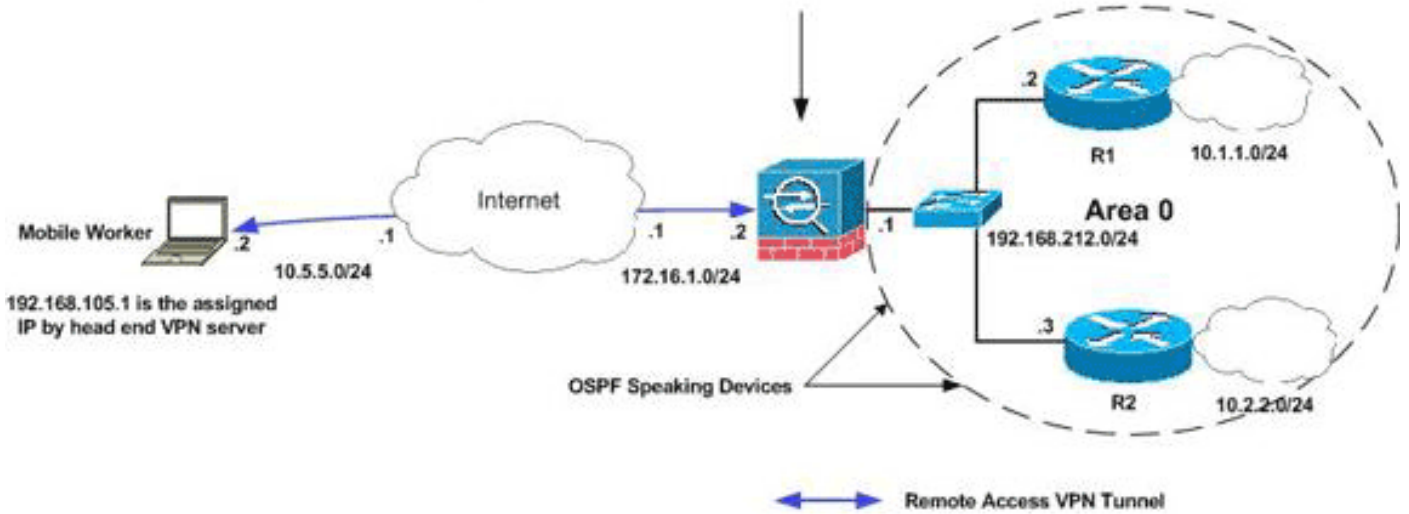 .2
R1
10.1.1.0/24
Internet
Area 0
Mobile Worker
.2
.1
.1
.2
.1
192.168.212.0/24
10.5.5.0/24
172.16.1.0/24
192.168.105.1 is the assigned
IP by head end VPN server
.3
OSPF Speaking Devices
R2
10.2.2.0/24
Remote Access VPN Tunnel